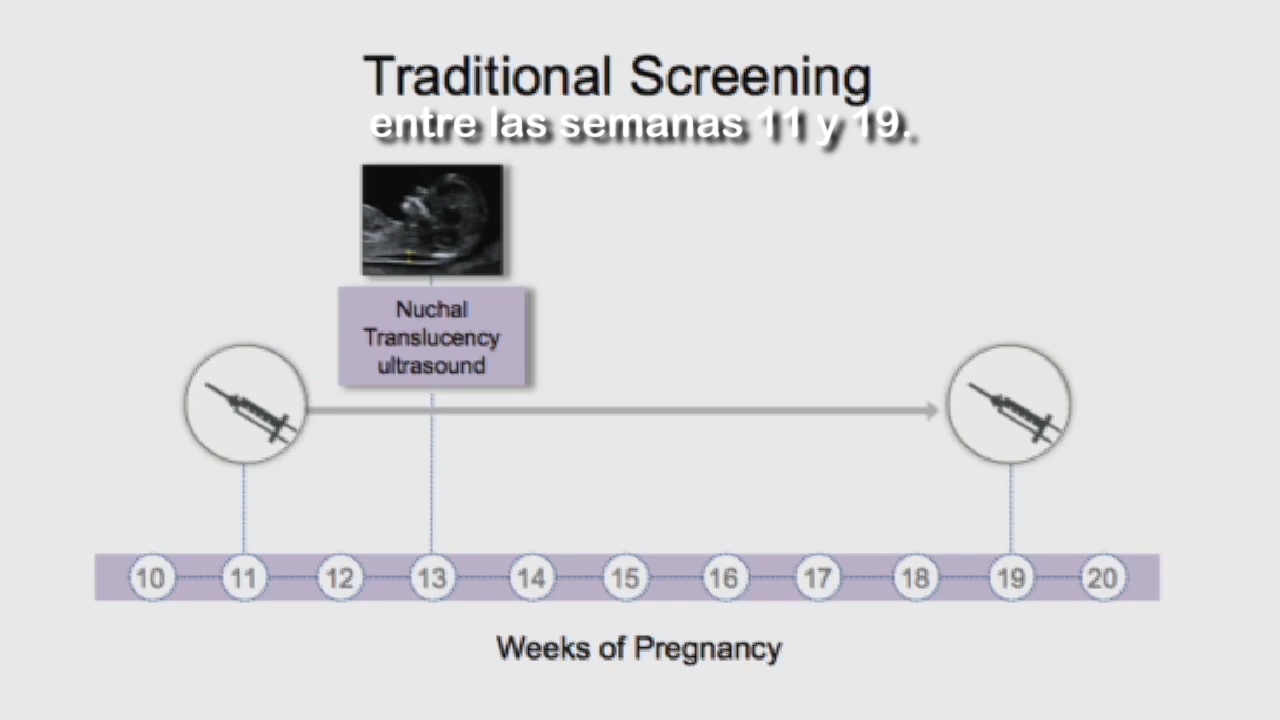 Traditional Screening
entre las semanas 11 y 19.
Nuchal
Translucency
ultrasound
10 11 12 13 14 15 16 17 18 19 20
Weeks of Pregnancy